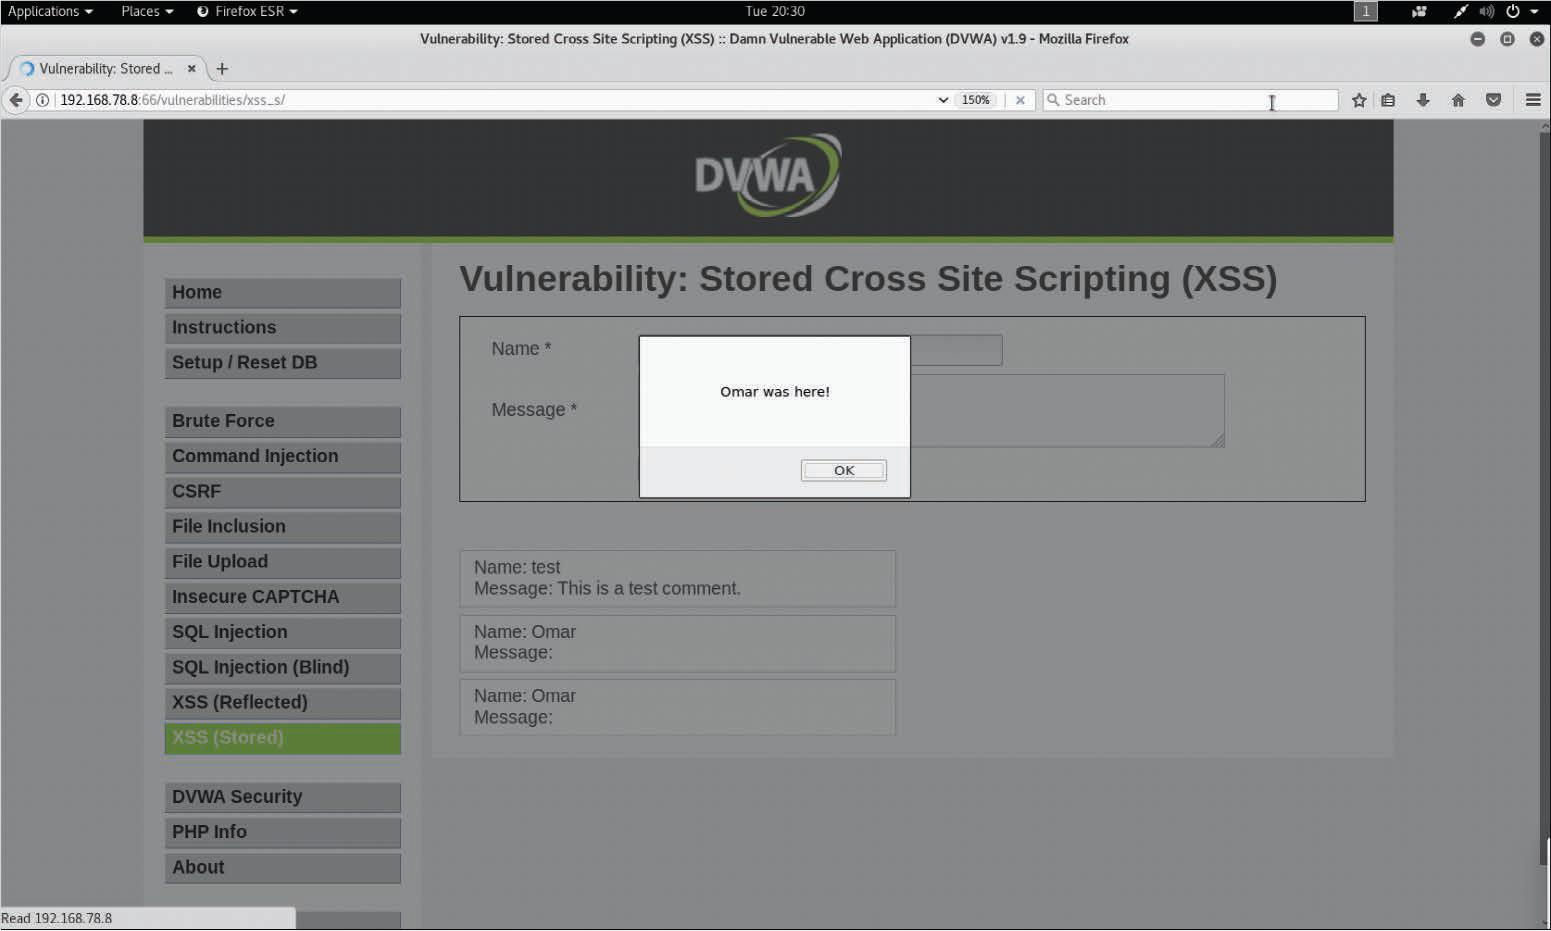 Applications Places Firefox ESR Tue 20:30 1
Vulnerability: Stored Cross Site Scripting (XSS) :: Damn Vulnerable Web Application (DVWA) v1.9 - Mozilla Firefox
Vulnerability: Stored ...
192.168.78.8:66/vulnerabilities/xss_s/ 150% Search
DVWA
Vulnerability: Stored Cross Site Scripting (XSS)
Home
Instructions
Setup / Reset DB
Brute Force
Command Injection
CSRF
File Inclusion
File Upload
Insecure CAPTCHA
SQL Injection
SQL Injection (Blind)
XSS (Reflected)
XSS (Stored)
DVWA Security
PHP Info
About
Name *
Message *
Omar was here!
OK
Name: test
Message: This is a test comment.
Name: Omar
Message:
Name: Omar
Message:
Read 192.168.78.8